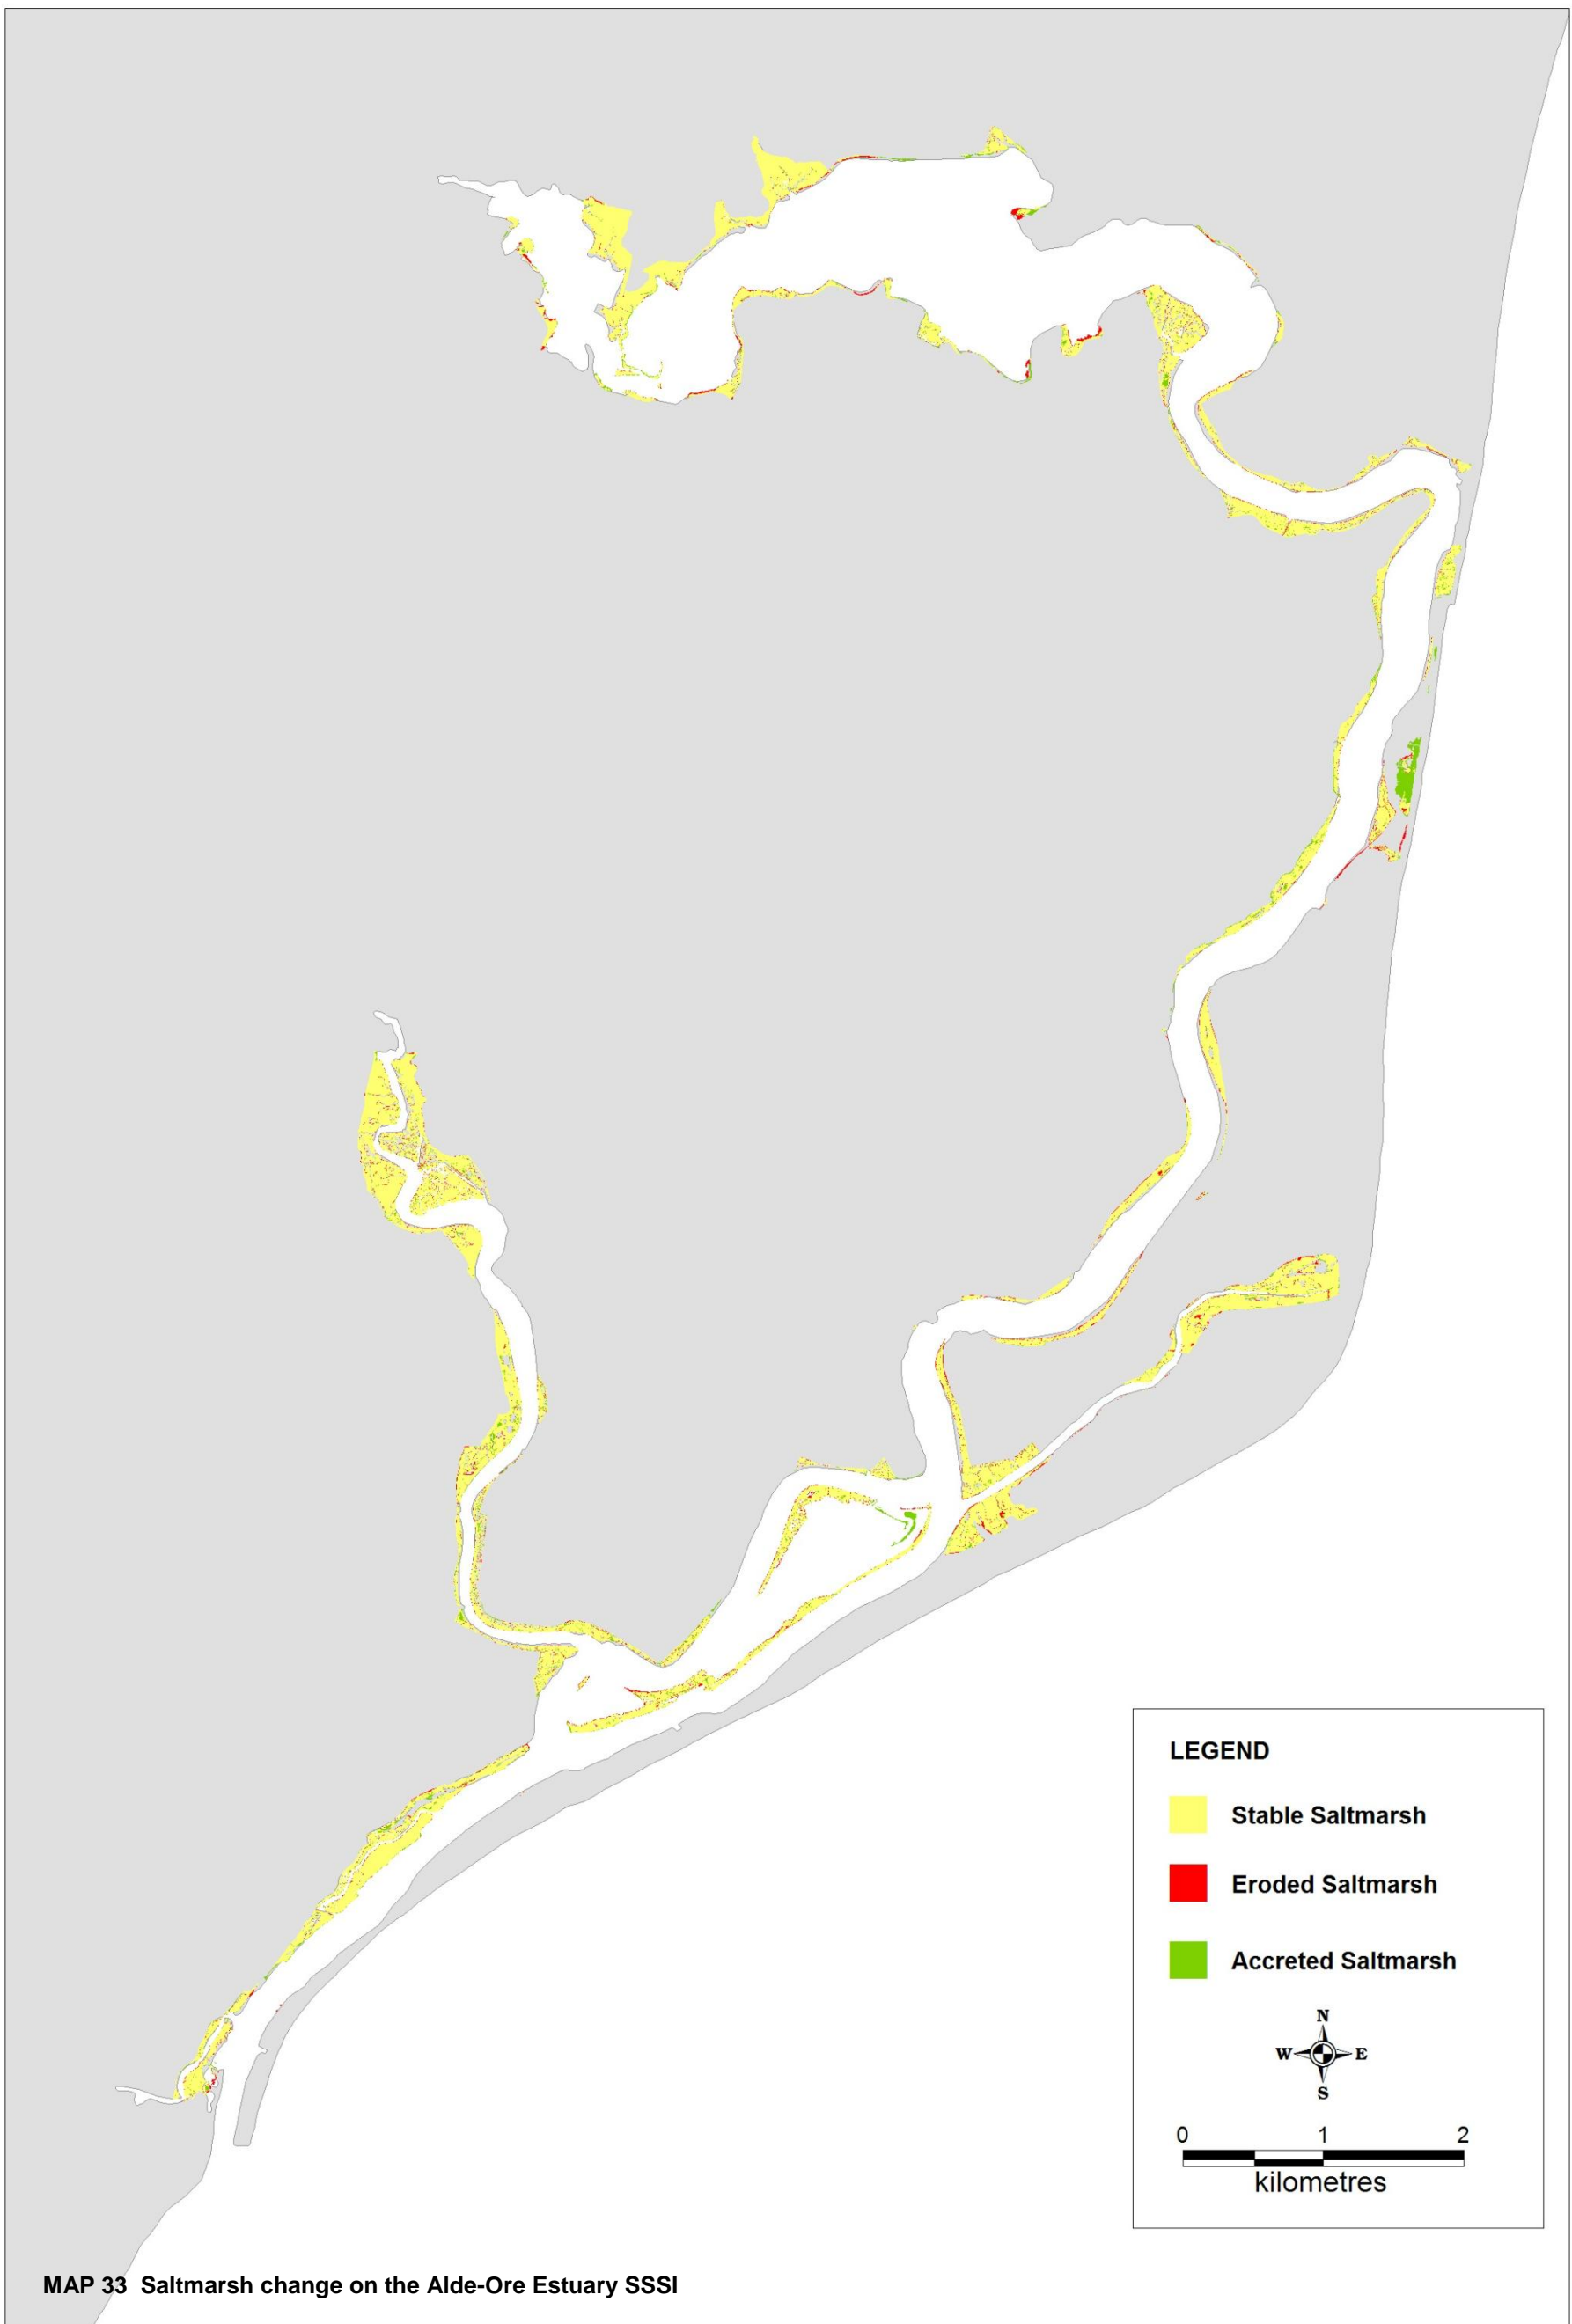 LEGEND
Stable Saltmarsh
Eroded Saltmarsh
Accreted Saltmarsh
N
W E
S
0 1 2
kilometres
MAP 33 Saltmarsh change on the Alde-Ore Estuary SSSI